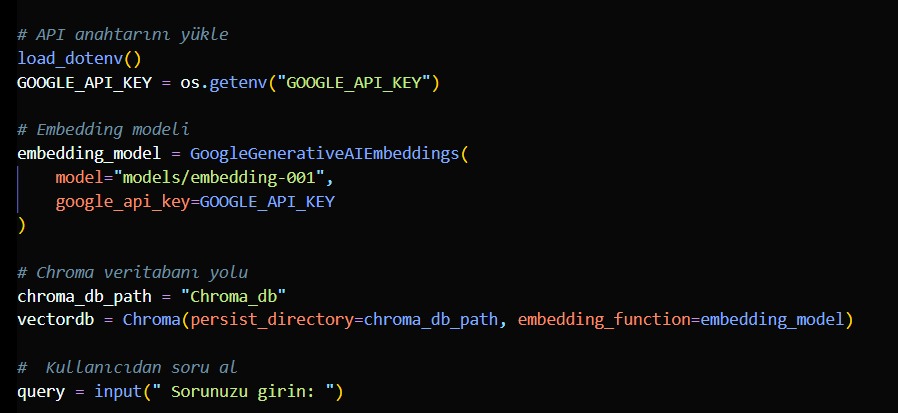 # API anahtarını yükle
load_dotenv()
GOOGLE_API_KEY = os.getenv("GOOGLE_API_KEY")
# Embedding modeli
embedding_model = GoogleGenerativeAIEmbeddings(
    model="models/embedding-001",
    google_api_key=GOOGLE_API_KEY
)
# Chroma veritabanı yolu
chroma_db_path = "Chroma_db"
vectordb = Chroma(persist_directory=chroma_db_path, embedding_function=embedding_model)
#  Kullanıcıdan soru al
query = input(" Sorunuzu girin: ")